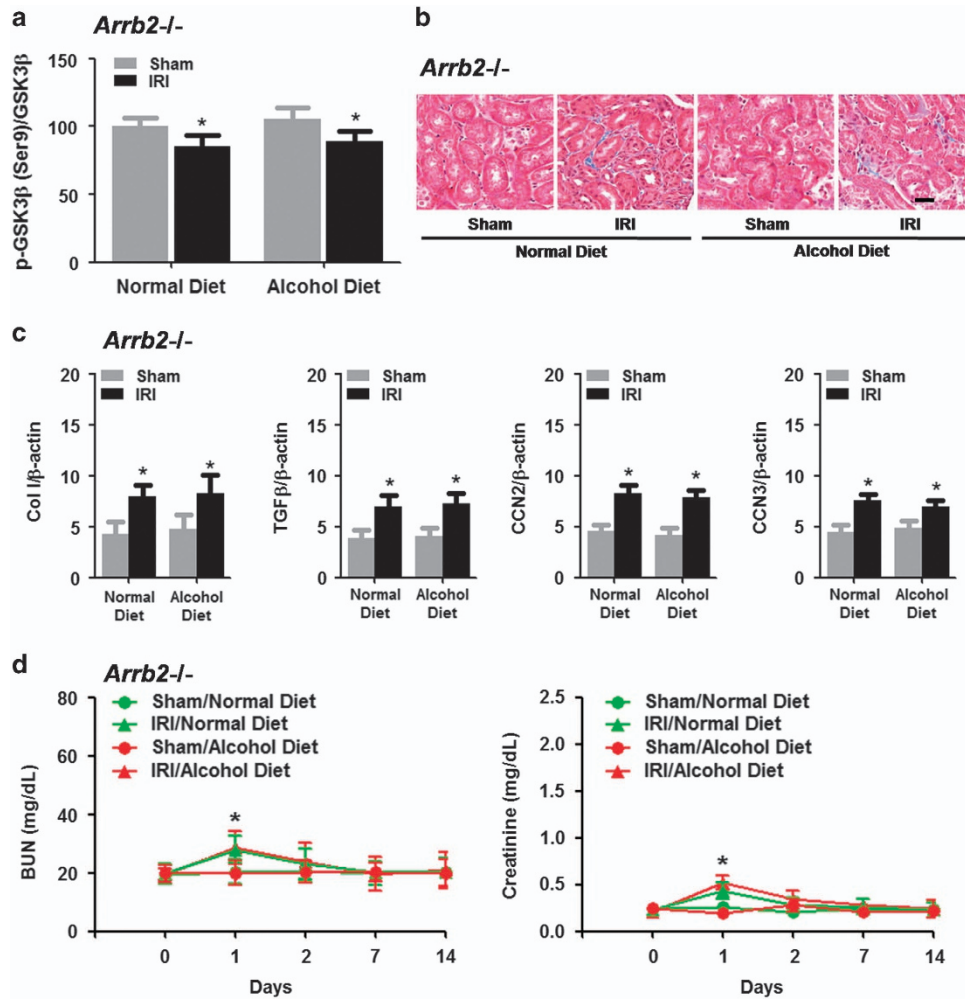 a
Arrb2-/-
p-GSK3β (Ser9)/GSK3β
150
100
50
0
Sham
IRI
*
*
Normal Diet
Alcohol Diet
b
Arrb2-/-
Sham
IRI
Sham
IRI
Normal Diet
Alcohol Diet
c
Arrb2-/-
Col I/β-actin
20
15
10
5
0
Sham
IRI
*
*
Normal
Diet
Alcohol
Diet
TGFβ/β-actin
20
15
10
5
0
Sham
IRI
*
*
Normal
Diet
Alcohol
Diet
CCN2/β-actin
20
15
10
5
0
Sham
IRI
*
*
Normal
Diet
Alcohol
Diet
CCN3/β-actin
20
15
10
5
0
Sham
IRI
*
*
Normal
Diet
Alcohol
Diet
d
Arrb2-/-
BUN (mg/dL)
80
60
40
20
0
Sham/Normal Diet
IRI/Normal Diet
Sham/Alcohol Diet
IRI/Alcohol Diet
*
0 1 2 7 14
Days
Creatinine (mg/dL)
2.5
2.0
1.5
1.0
0.5
0.0
Sham/Normal Diet
IRI/Normal Diet
Sham/Alcohol Diet
IRI/Alcohol Diet
*
0 1 2 7 14
Days